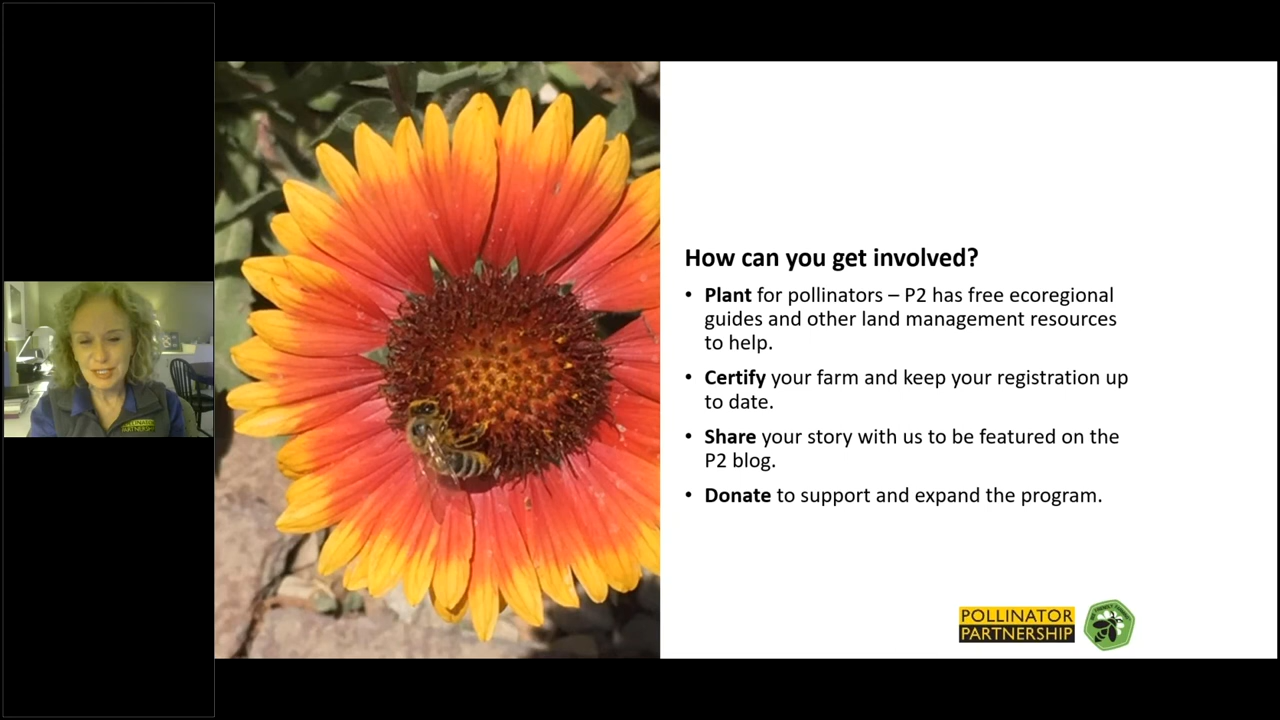 How can you get involved?
• Plant for pollinators – P2 has free ecoregional
guides and other land management resources
to help.
• Certify your farm and keep your registration up
to date.
• Share your story with us to be featured on the
P2 blog.
• Donate to support and expand the program.
POLLINATOR
PARTNERSHIP
POLLINATOR
PARTNERSHIP